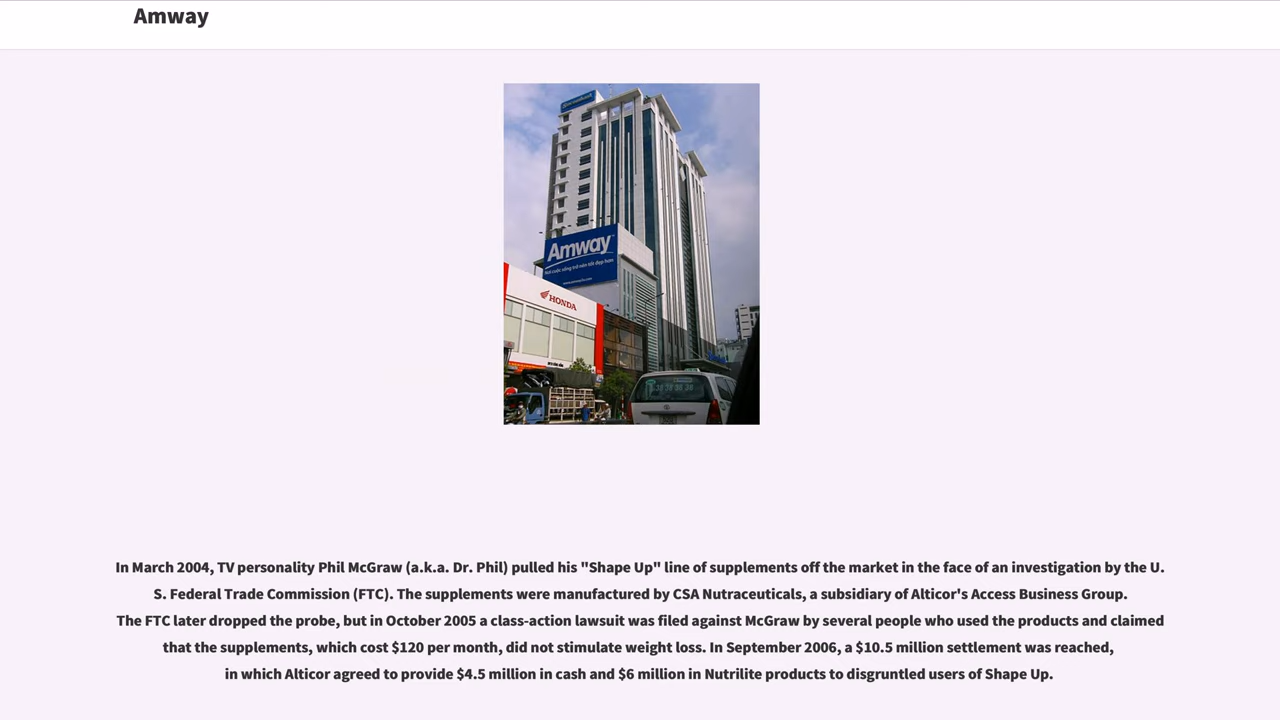 Amway
Amway
HONDA
In March 2004, TV personality Phil McGraw (a.k.a. Dr. Phil) pulled his "Shape Up" line of supplements off the market in the face of an investigation by the U.
S. Federal Trade Commission (FTC). The supplements were manufactured by CSA Nutraceuticals, a subsidiary of Alticor's Access Business Group.
The FTC later dropped the probe, but in October 2005 a class-action lawsuit was filed against McGraw by several people who used the products and claimed
that the supplements, which cost $120 per month, did not stimulate weight loss. In September 2006, a $10.5 million settlement was reached,
in which Alticor agreed to provide $4.5 million in cash and $6 million in Nutrilite products to disgruntled users of Shape Up.